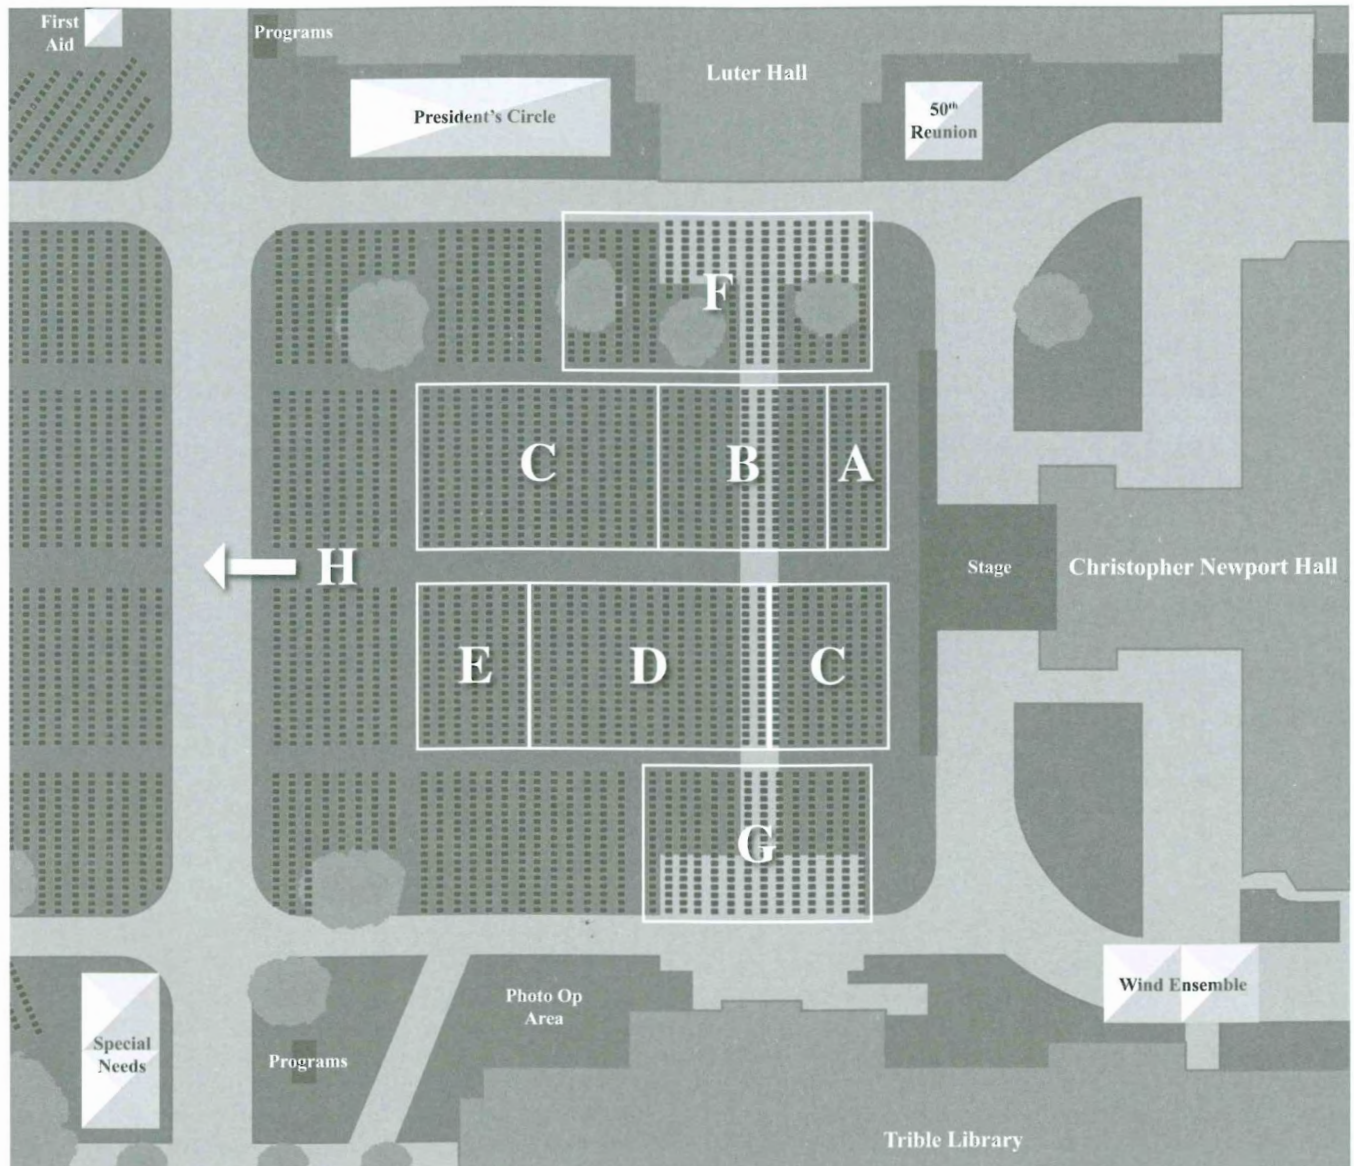 First
Aid
Programs
Luter Hall
President's Circle
50th
Reunion
F
C
B
A
H
Stage
Christopher Newport Hall
E
D
C
G
Wind Ensemble
Photo Op
Area
Special
Needs
Programs
Trible Library